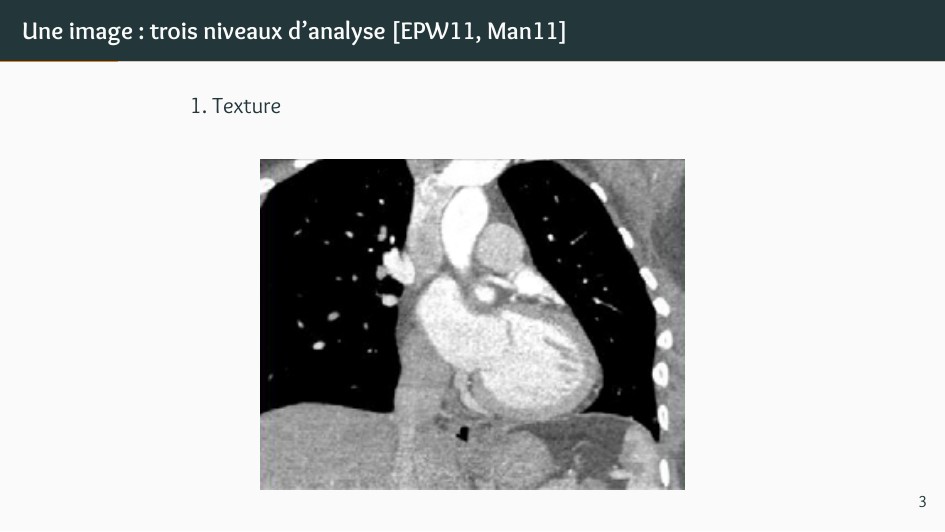 Une image : trois niveaux d’analyse [EPW11, Man11]
1. Texture
3